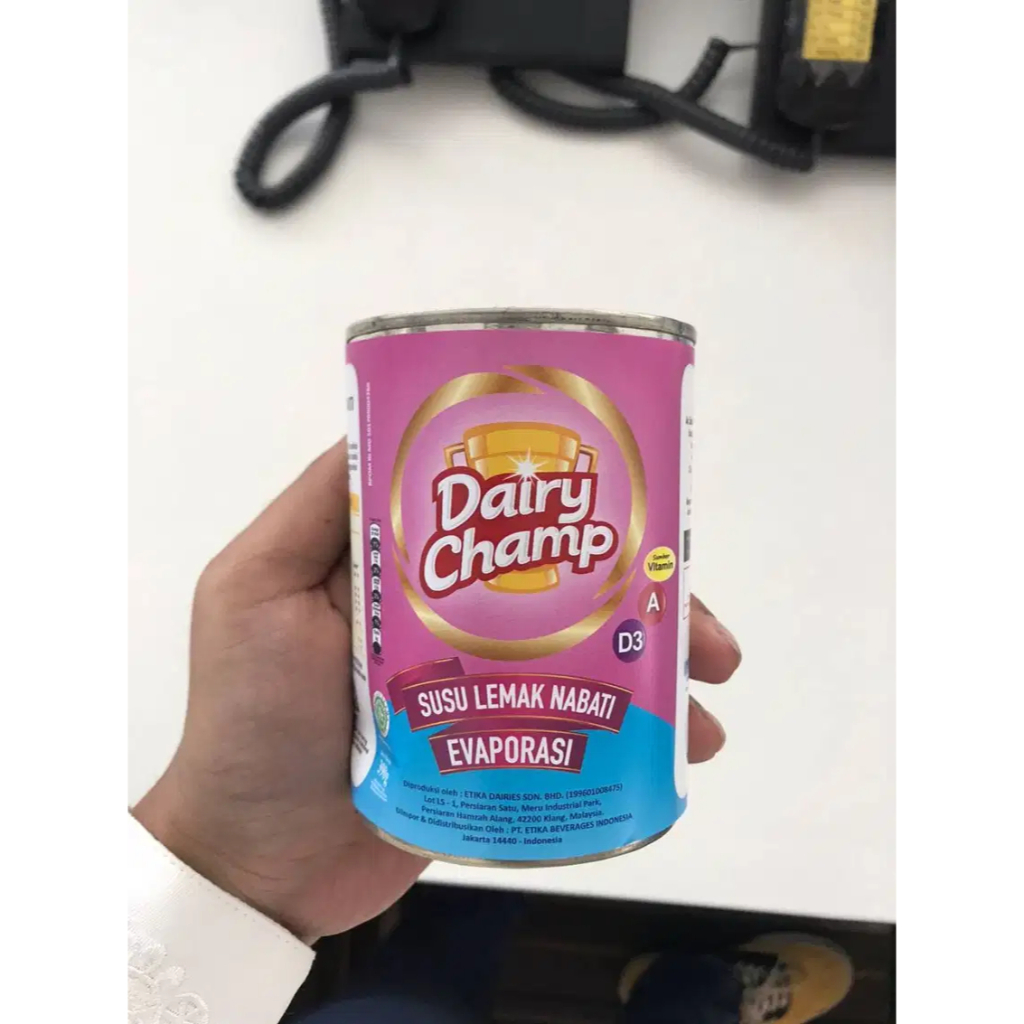 Dairy
Champ
Sumber
Vitamin
A
D3
SUSU LEMAK NABATI
EVAPORASI
Diproduksi oleh : ETIKA DAIRIES SDN. BHD. (199601008475)
Lot LS - 1, Persiaran Satu, Meru Industrial Park,
Persiaran Hamzah Alang, 42200 Klang, Malaysia.
Diimpor & Didistribusikan Oleh : PT. ETIKA BEVERAGES INDONESIA
Jakarta 14440 - Indonesia